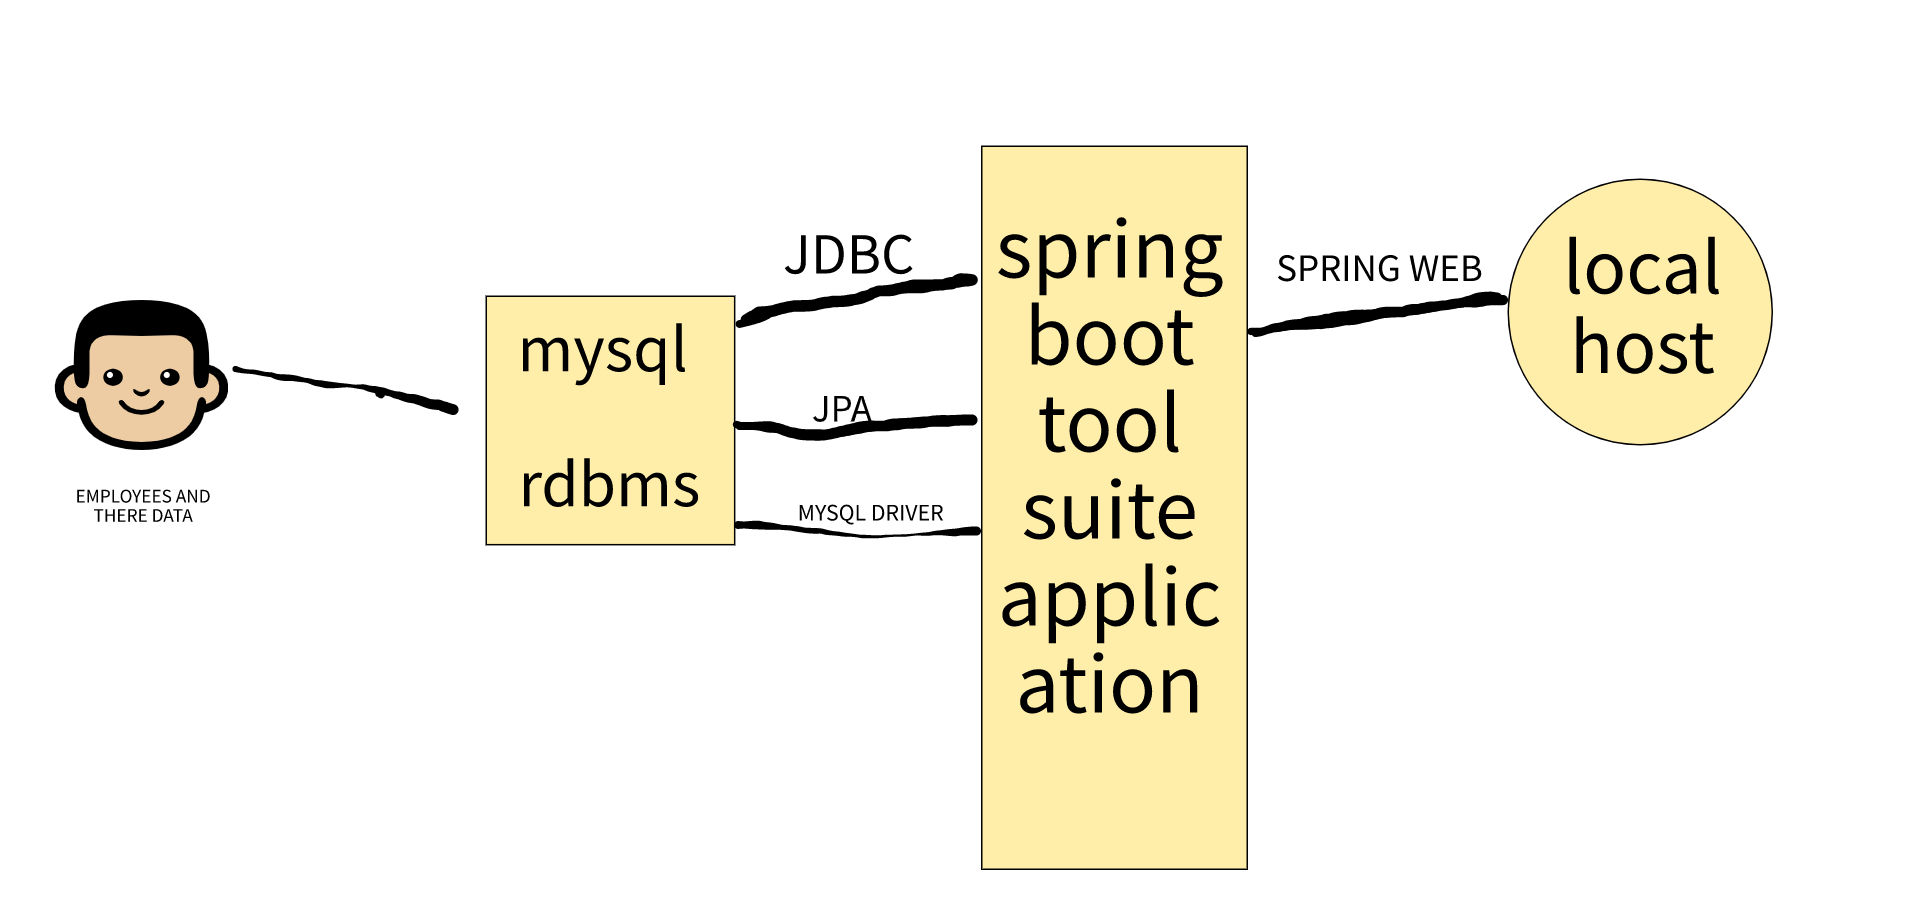 EMPLOYEES AND
THERE DATA
mysql
rdbms
JDBC
JPA
MYSQL DRIVER
spring
boot
tool
suite
applic
ation
SPRING WEB
local
host